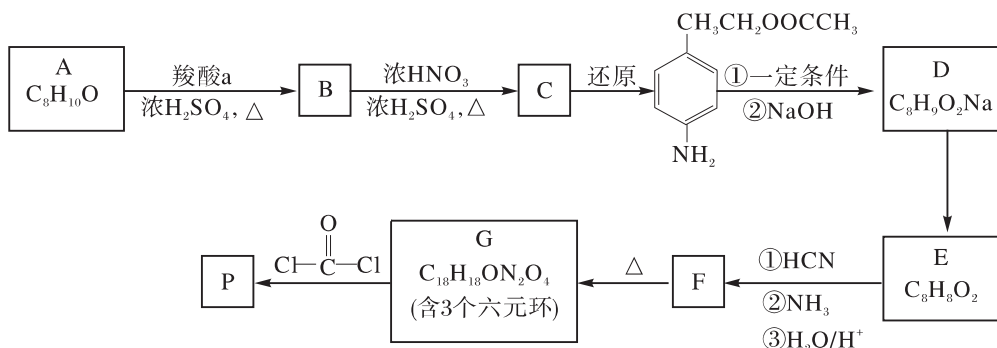 A
C₈H₁₀O
羧酸a
浓H₂SO₄, △
B
浓HNO₃
浓H₂SO₄, △
C
还原
CH₃CH₂OOCCH₃
NH₂
①一定条件
②NaOH
D
C₈H₉O₂Na
E
C₈H₈O₂
①HCN
②NH₃
③H₂O/H⁺
F
△
G
C₁₈H₁₈ON₂O₄
(含3个六元环)
O
Cl—C—Cl
P